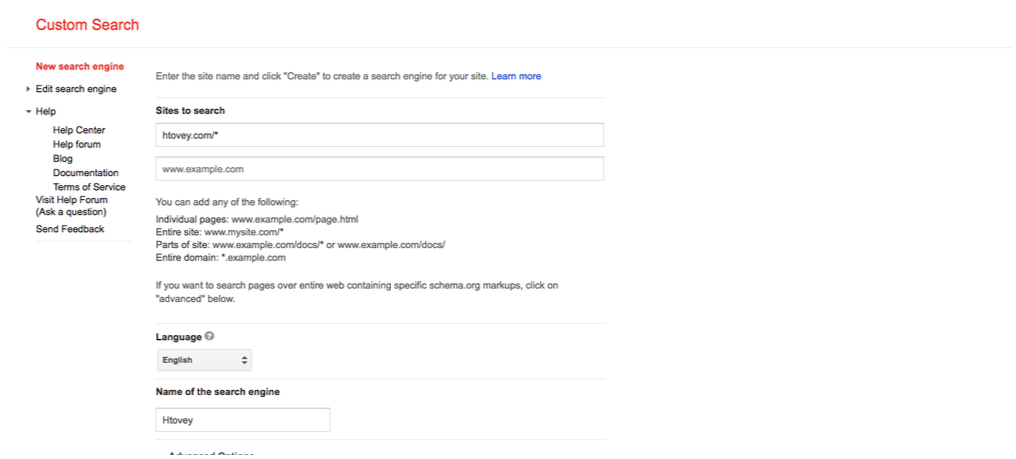 Custom Search
New search engine
Edit search engine
Help
Help Center
Help forum
Blog
Documentation
Terms of Service
Visit Help Forum
(Ask a question)
Send Feedback
Enter the site name and click "Create" to create a search engine for your site. Learn more
Sites to search
htovey.com/*
www.example.com
You can add any of the following:
Individual pages: www.example.com/page.html
Entire site: www.mysite.com/*
Parts of site: www.example.com/docs/* or www.example.com/docs/
Entire domain: *.example.com
If you want to search pages over entire web containing specific schema.org markups, click on
"advanced" below.
Language ?
English
Name of the search engine
Htovey
Advanced Options